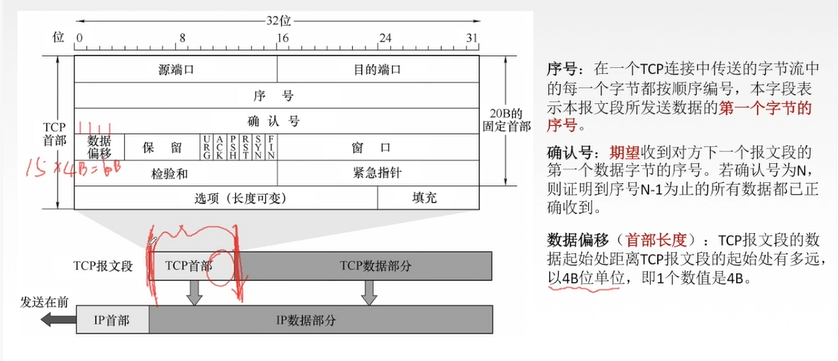 32位
位 0 8 16 24 31
源端口 目的端口
序 号
确 认 号
TCP
首部
20B的
固定首部
数据
偏移
保 留
URG
ACK
PSH
RST
SYN
FIN
窗 口
1111
15×4B=60B
检验和 紧急指针
选项（长度可变） 填充
TCP报文段 TCP首部 TCP数据部分
发送在前
IP首部 IP数据部分
序号：在一个TCP连接中传送的字节流中
的每一个字节都按顺序编号，本字段表
示本报文段所发送数据的第一个字节的
序号。
确认号：期望收到对方下一个报文段的
第一个数据字节的序号。若确认号为N，
则证明到序号N-1为止的所有数据都已正
确收到。
数据偏移（首部长度）：TCP报文段的数
据起始处距离TCP报文段的起始处有多远，
以4B位单位，即1个数值是4B。